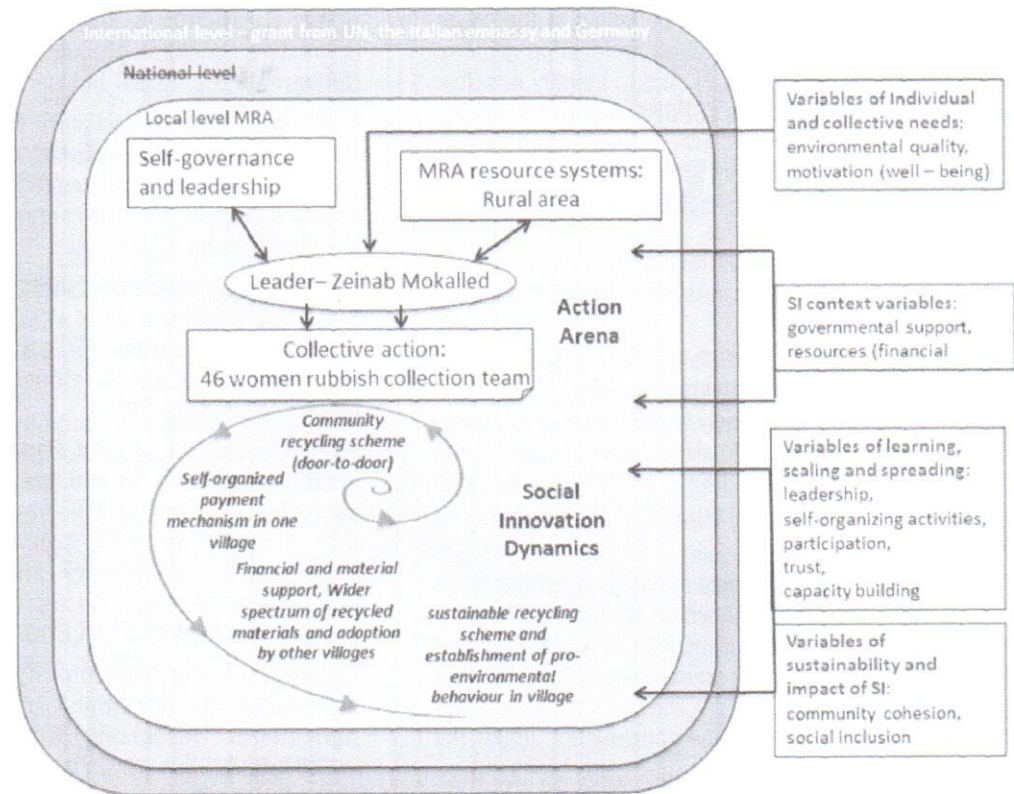 International level – grant from UN, the Italian embassy and Germany
National level
Local level MRA
Self-governance
and leadership
MRA resource systems:
Rural area
Leader– Zeinab Mokalled
Collective action:
46 women rubbish collection team
Action
Arena
Community
recycling scheme
(door-to-door)
Self-organized
payment
mechanism in one
village
Social
Innovation
Dynamics
Financial and material
support, Wider
spectrum of recycled
materials and adoption
by other villages
sustainable recycling
scheme and
establishment of pro-
environmental
behaviour in village
Variables of Individual
and collective needs:
environmental quality,
motivation (well – being)
SI context variables:
governmental support,
resources (financial
Variables of learning,
scaling and spreading:
leadership,
self-organizing activities,
participation,
trust,
capacity building
Variables of
sustainability and
impact of SI:
community cohesion,
social inclusion